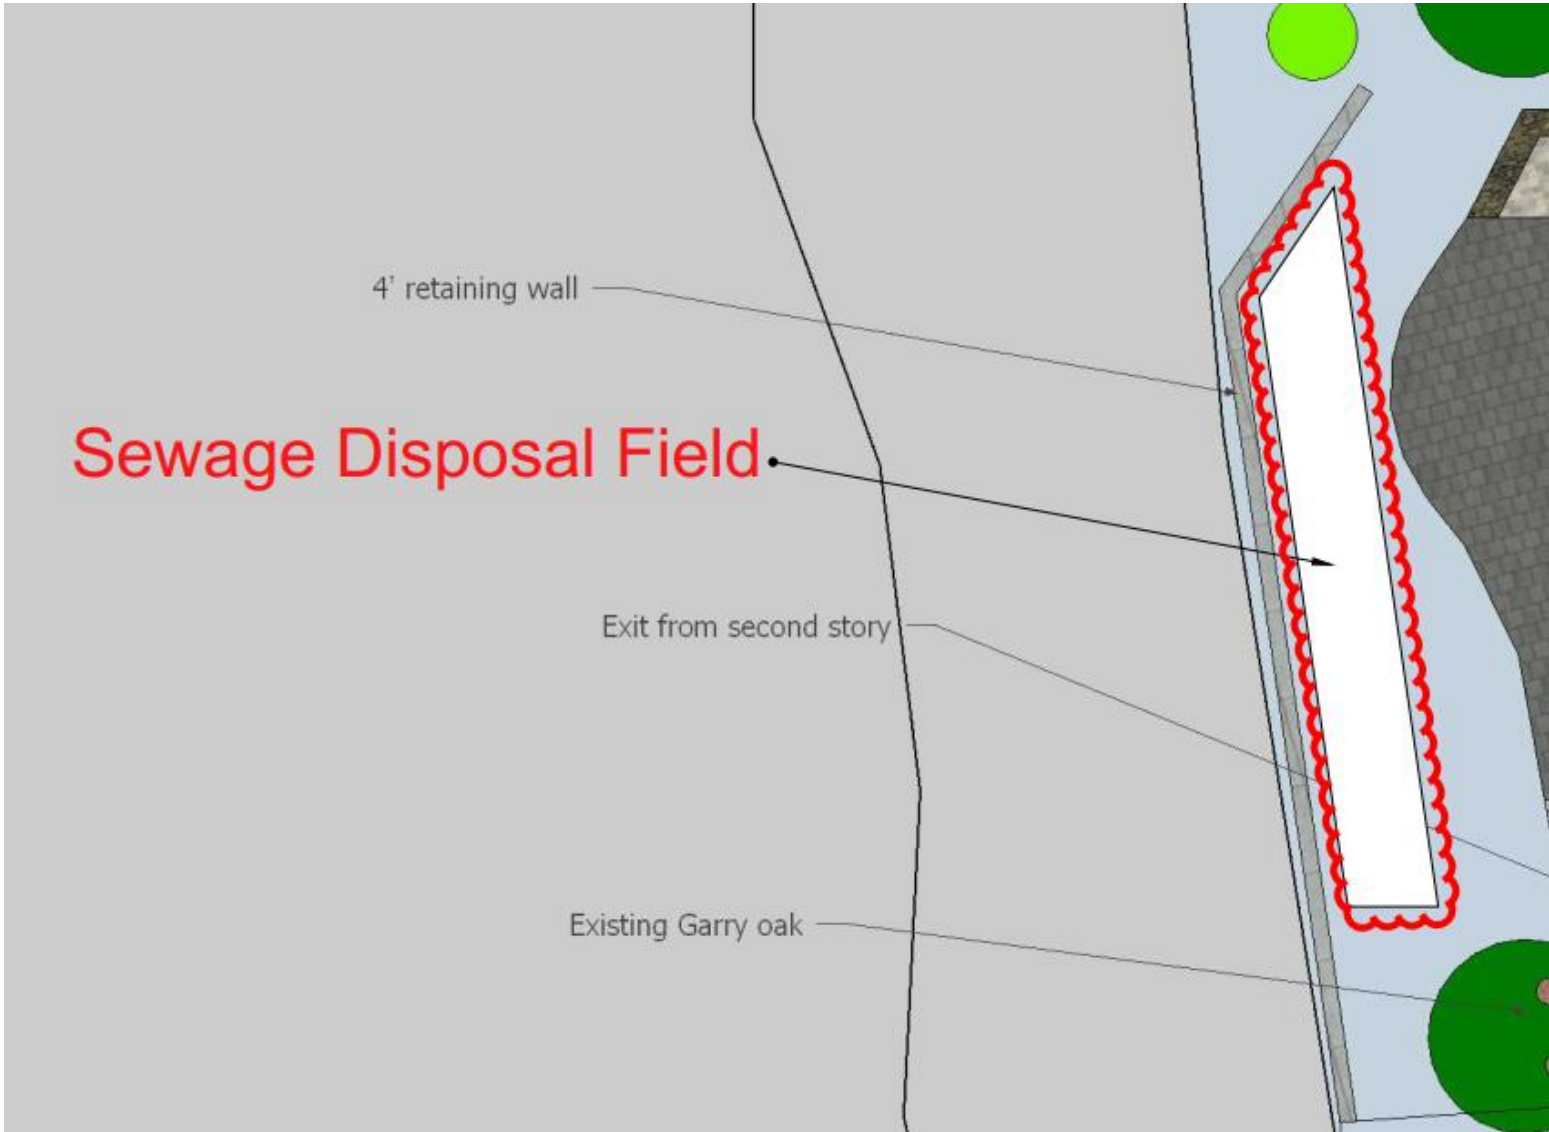 4' retaining wall
Sewage Disposal Field
Exit from second story
Existing Garry oak